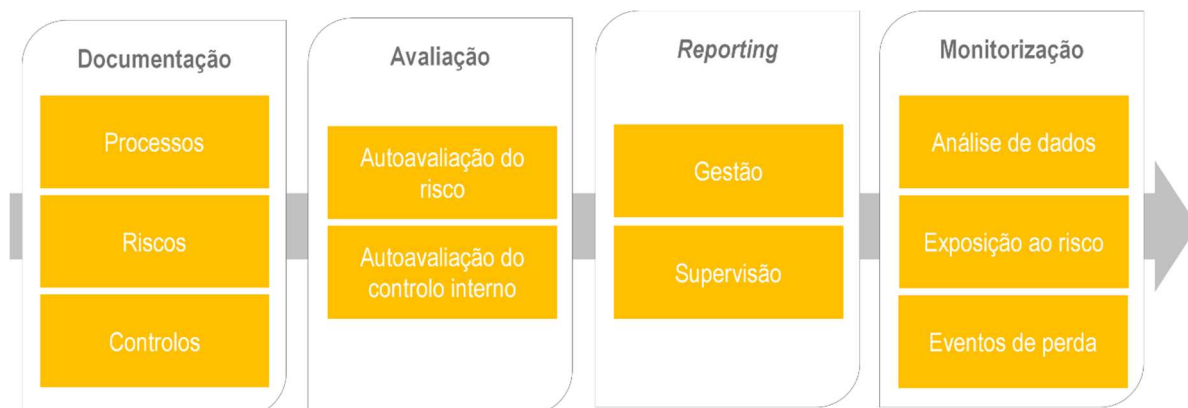 Documentação
Processos
Riscos
Controlos
Avaliação
Autoavaliação do
risco
Autoavaliação do
controlo interno
Reporting
Gestão
Supervisão
Monitorização
Análise de dados
Exposição ao risco
Eventos de perda